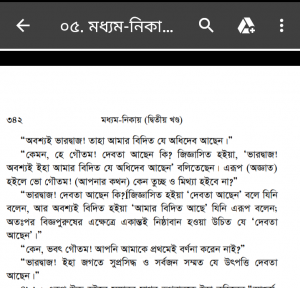 ০৫. মধ্যম-নিকা...
৩৪২ মধ্যম-নিকায় (দ্বিতীয় খণ্ড)
“অবশ্যই ভারদ্বাজ! তাহা আমার বিদিত যে অধিদেব আছেন।”
“কেমন, হে গৌতম! দেবতা আছেন কি? জিজ্ঞাসিত হইয়া, ‘ভারদ্বাজ!
অবশ্যই ইহা আমার বিদিত যে অধিদেব আছেন’ বলিতেছেন। এরূপ (অজ্ঞাত)
হইলে ভো গৌতম! (আপনার কথন) কেন তুচ্ছ ও মিথ্যা হইবে না?”
“ভারদ্বাজ! দেবতা আছেন কি? জিজ্ঞাসিত হইয়া ‘দেবতা আছেন’ বলে যিনি
বলেন, আর অবশ্যই বিদিত হইয়া ‘আমার বিদিত আছে’ যিনি এরূপ বলেন;
অতঃপর বিজ্ঞপুরুষের এক্ষেত্রে একান্তই নিষ্ঠাবান হওয়া উচিত যে ‘দেবতা
আছেন’।”
“কেন, ভবৎ গৌতম! আপনি আমাকে প্রথমেই বর্ণনা করেন নাই?”
“ভারদ্বাজ! ইহা জগতে সুপ্রসিদ্ধ ও সর্বজন সম্মত যে উৎপত্তি দেবতা
আছেন।”